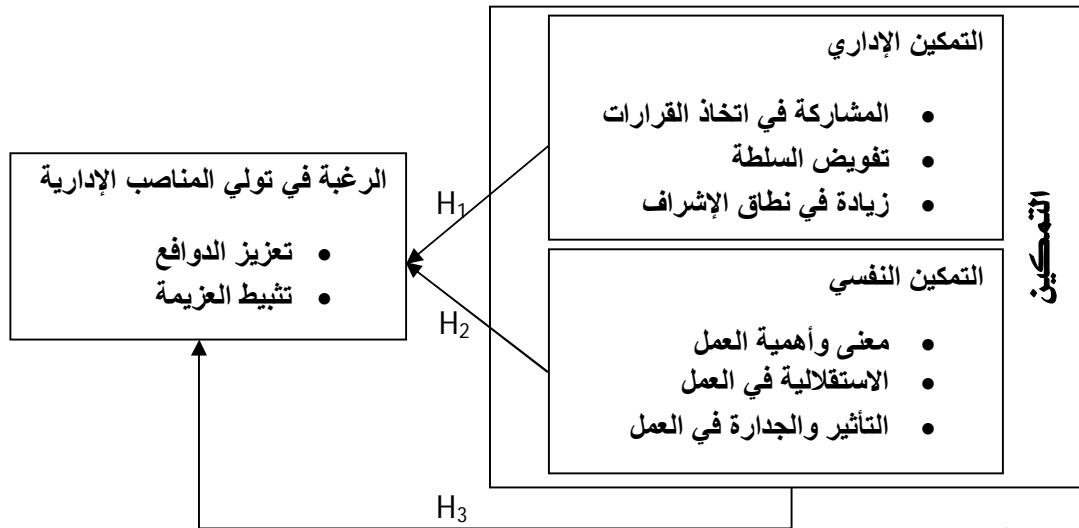 التمكين
التمكين الإداري
• المشاركة في اتخاذ القرارات
• تفويض السلطة
• زيادة في نطاق الإشراف
التمكين النفسي
• معنى وأهمية العمل
• الاستقلالية في العمل
• التأثير والجدارة في العمل
H₁
H₂
H₃
الرغبة في تولي المناصب الإدارية
• تعزيز الدوافع
• تثبيط العزيمة